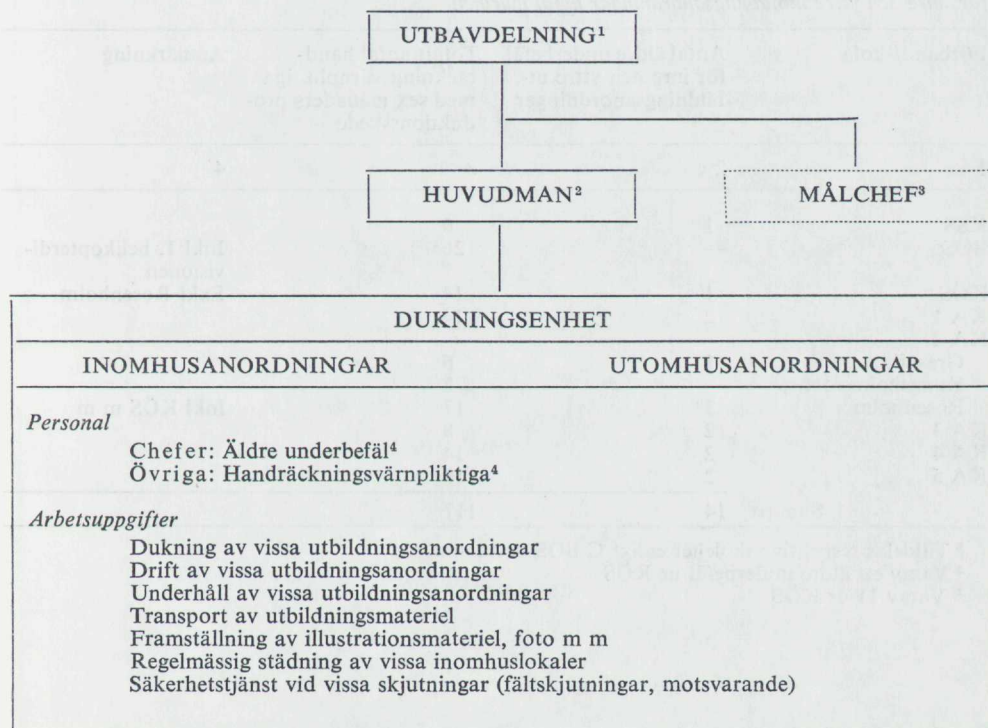 UTBAVDELNING¹
HUVUDMAN²
MÅLCHEF³
DUKNINGSENHET
INOMHUSANORDNINGAR UTOMHUSANORDNINGAR
Personal
Chefer: Äldre underbefäl⁴
Övriga: Handräckningsvärnpliktiga⁴
Arbetsuppgifter
Dukning av vissa utbildningsanordningar
Drift av vissa utbildningsanordningar
Underhåll av vissa utbildningsanordningar
Transport av utbildningsmateriel
Framställning av illustrationsmateriel, foto m m
Regelmässig städning av vissa inomhuslokaler
Säkerhetstjänst vid vissa skjutningar (fältskjutningar, motsvarande)